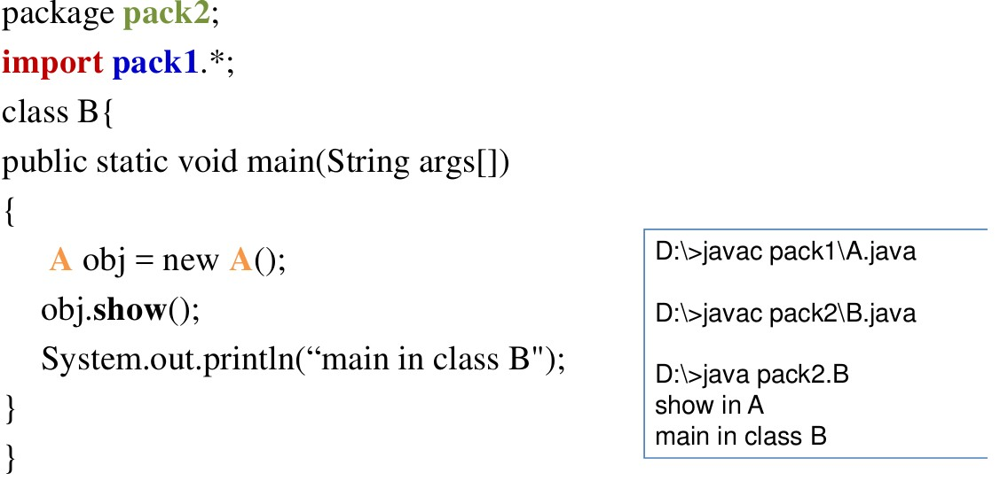 package pack2;
import pack1.*;
class B{
public static void main(String args[])
{
A obj = new A();
obj.show();
System.out.println(“main in class B");
}
}
D:\>javac pack1\A.java
D:\>javac pack2\B.java
D:\>java pack2.B
show in A
main in class B